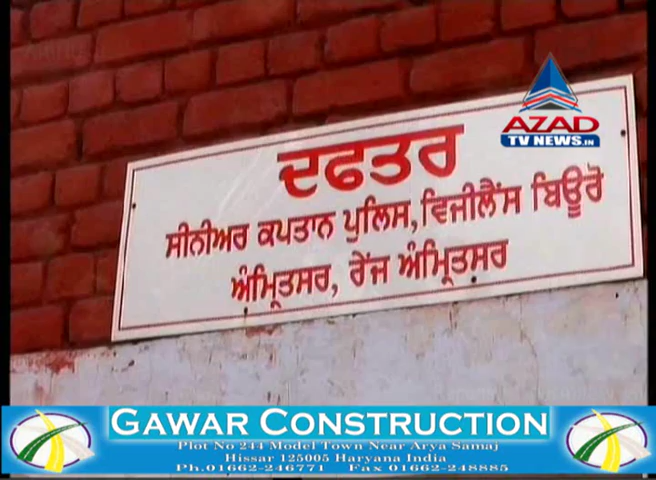 AZAD
TV NEWS.IN
ਦਫਤਰ
ਸੀਨੀਅਰ ਕਪਤਾਨ ਪੁਲਿਸ, ਵਿਜੀਲੈਂਸ ਬਿਊਰੋ
ਅੰਮ੍ਰਿਤਸਰ, ਰੇਂਜ ਅੰਮ੍ਰਿਤਸਰ
GAWAR CONSTRUCTION
Plot No 244 Model Town Near Arya Samaj
Hissar 125005 Haryana India
Ph.01662-246771 Fax 01662-248885